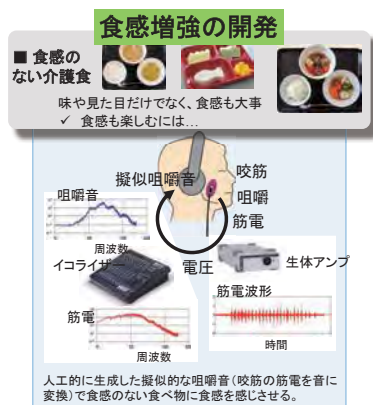 食感増強の開発
■ 食感の
ない介護食
味や見た目だけでなく、食感も大事
✓ 食感も楽しむには…
擬似咀嚼音
咬筋
咀嚼
筋電
咀嚼音
周波数
イコライザー
電圧
生体アンプ
筋電
周波数
筋電波形
時間
人工的に生成した擬似的な咀嚼音（咬筋の筋電を音に
変換）で食感のない食べ物に食感を感じさせる。